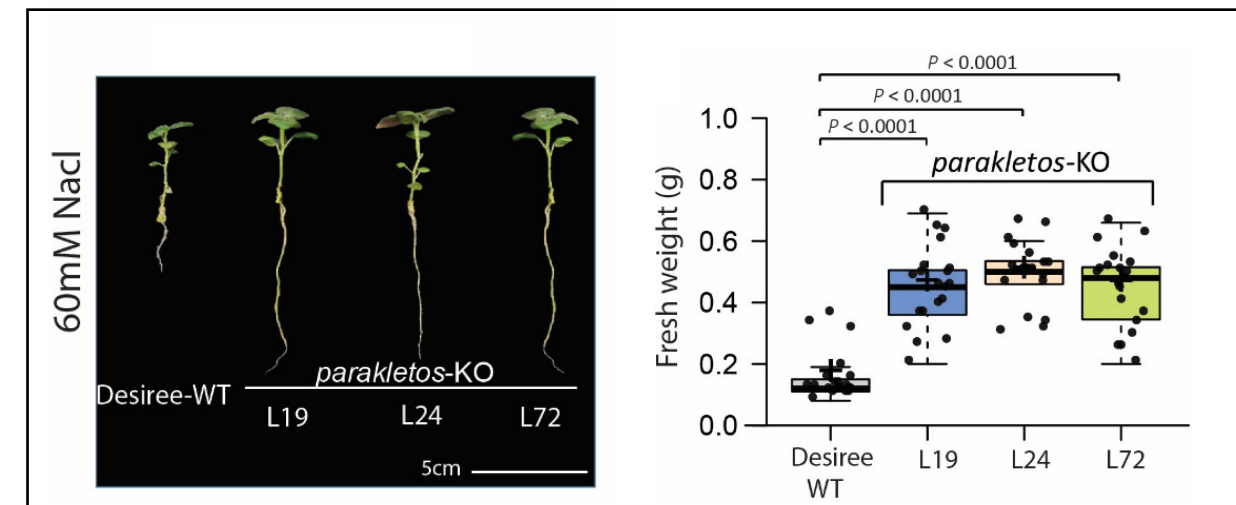 60mM Nacl
Desiree-WT
parakletos-KO
L19
L24
L72
5cm
P < 0.0001
P < 0.0001
P < 0.0001
parakletos-KO
Fresh weight (g)
1.0
0.8
0.6
0.4
0.2
0.0
Desiree
WT
L19
L24
L72